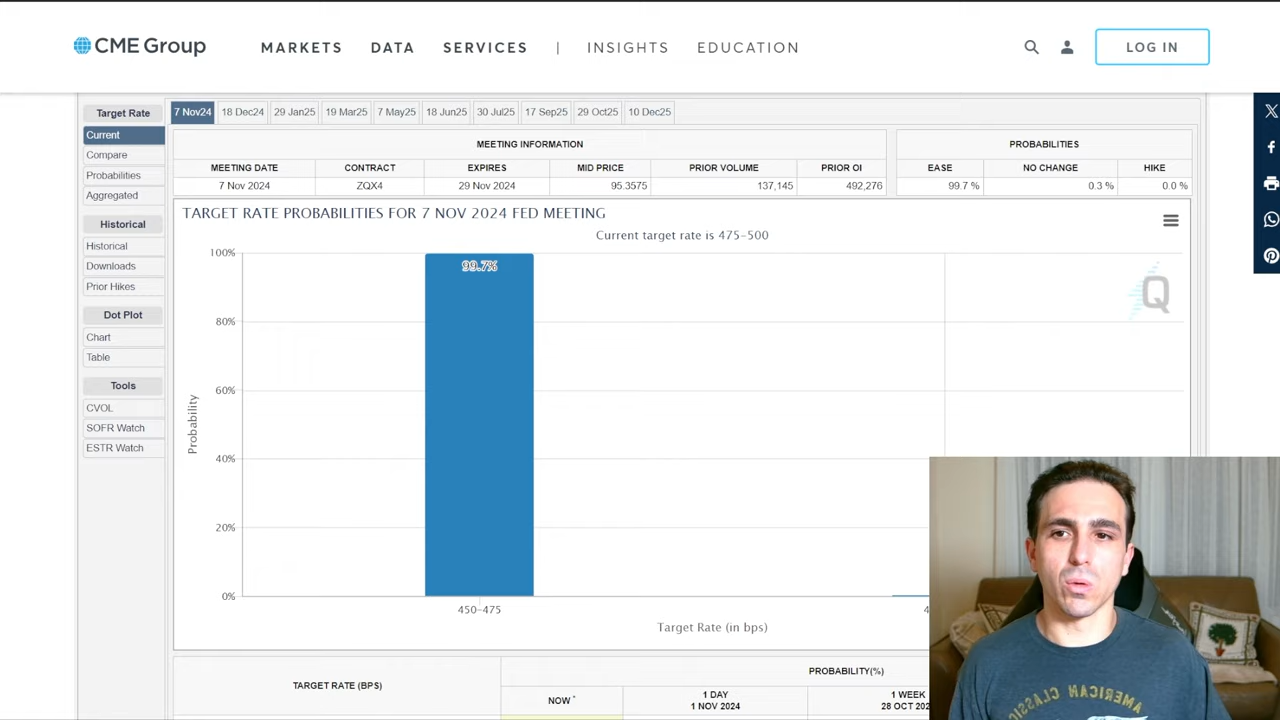 CME Group
MARKETS DATA SERVICES | INSIGHTS EDUCATION
LOG IN
Target Rate
Current
Compare
Probabilities
Aggregated
Historical
Historical
Downloads
Prior Hikes
Dot Plot
Chart
Table
Tools
CVOL
SOFR Watch
ESTR Watch
7 Nov24 18 Dec24 29 Jan25 19 Mar25 7 May25 18 Jun25 30 Jul25 17 Sep25 29 Oct25 10 Dec25
MEETING INFORMATION
MEETING DATE CONTRACT EXPIRES MID PRICE PRIOR VOLUME PRIOR OI
7 Nov 2024 ZQX4 29 Nov 2024 95.3575 137,145 492,276
PROBABILITIES
EASE NO CHANGE HIKE
99.7 % 0.3 % 0.0 %
TARGET RATE PROBABILITIES FOR 7 NOV 2024 FED MEETING
Current target rate is 475-500
Q
100%
99.7%
80%
60%
40%
20%
0%
Probability
450-475
Target Rate (in bps)
TARGET RATE (BPS)
PROBABILITY(%)
NOW *
1 DAY
1 NOV 2024
1 WEEK
28 OCT
AMERICAN CLASSIC